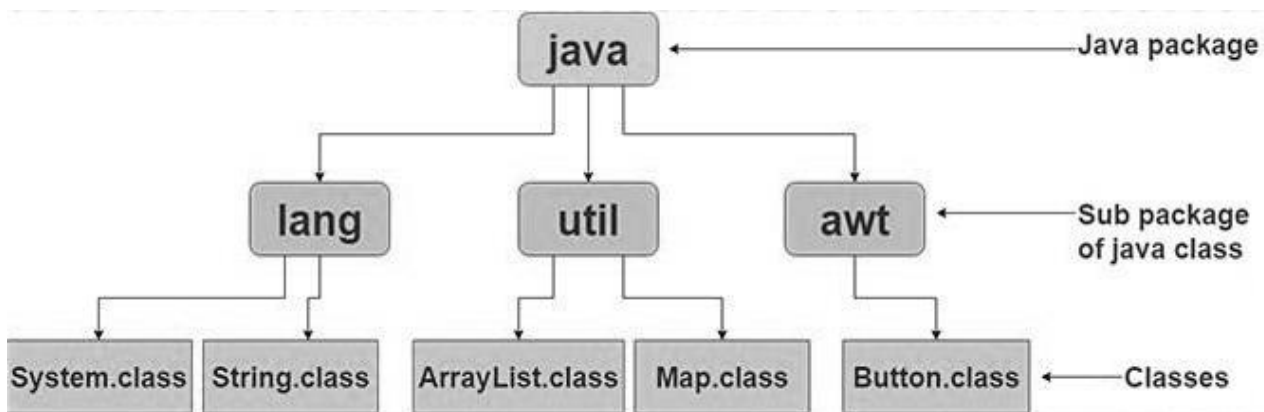 java
Java package
lang
util
awt
Sub package
of java class
System.class
String.class
ArrayList.class
Map.class
Button.class
Classes